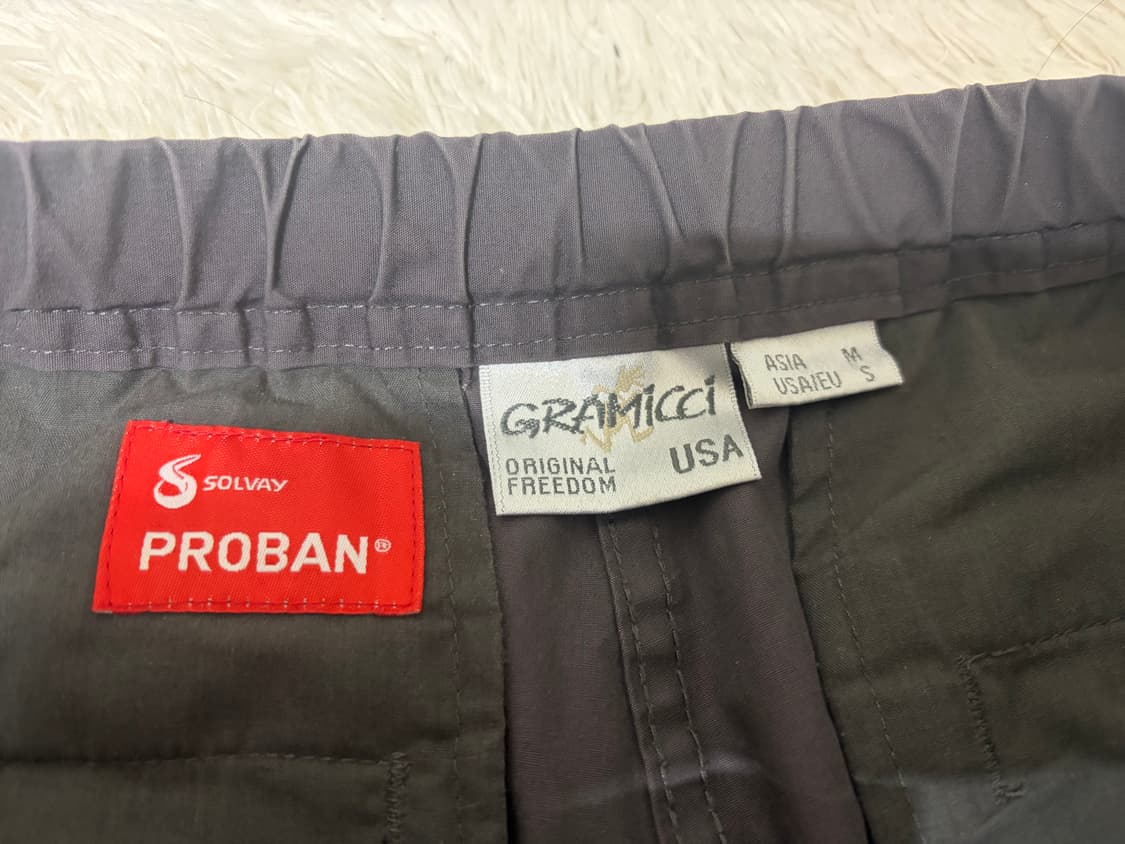 SOLVAY
PROBAN®
GRAMiCCi
ORIGINAL
FREEDOM
USA
ASIA M
USA/EU S